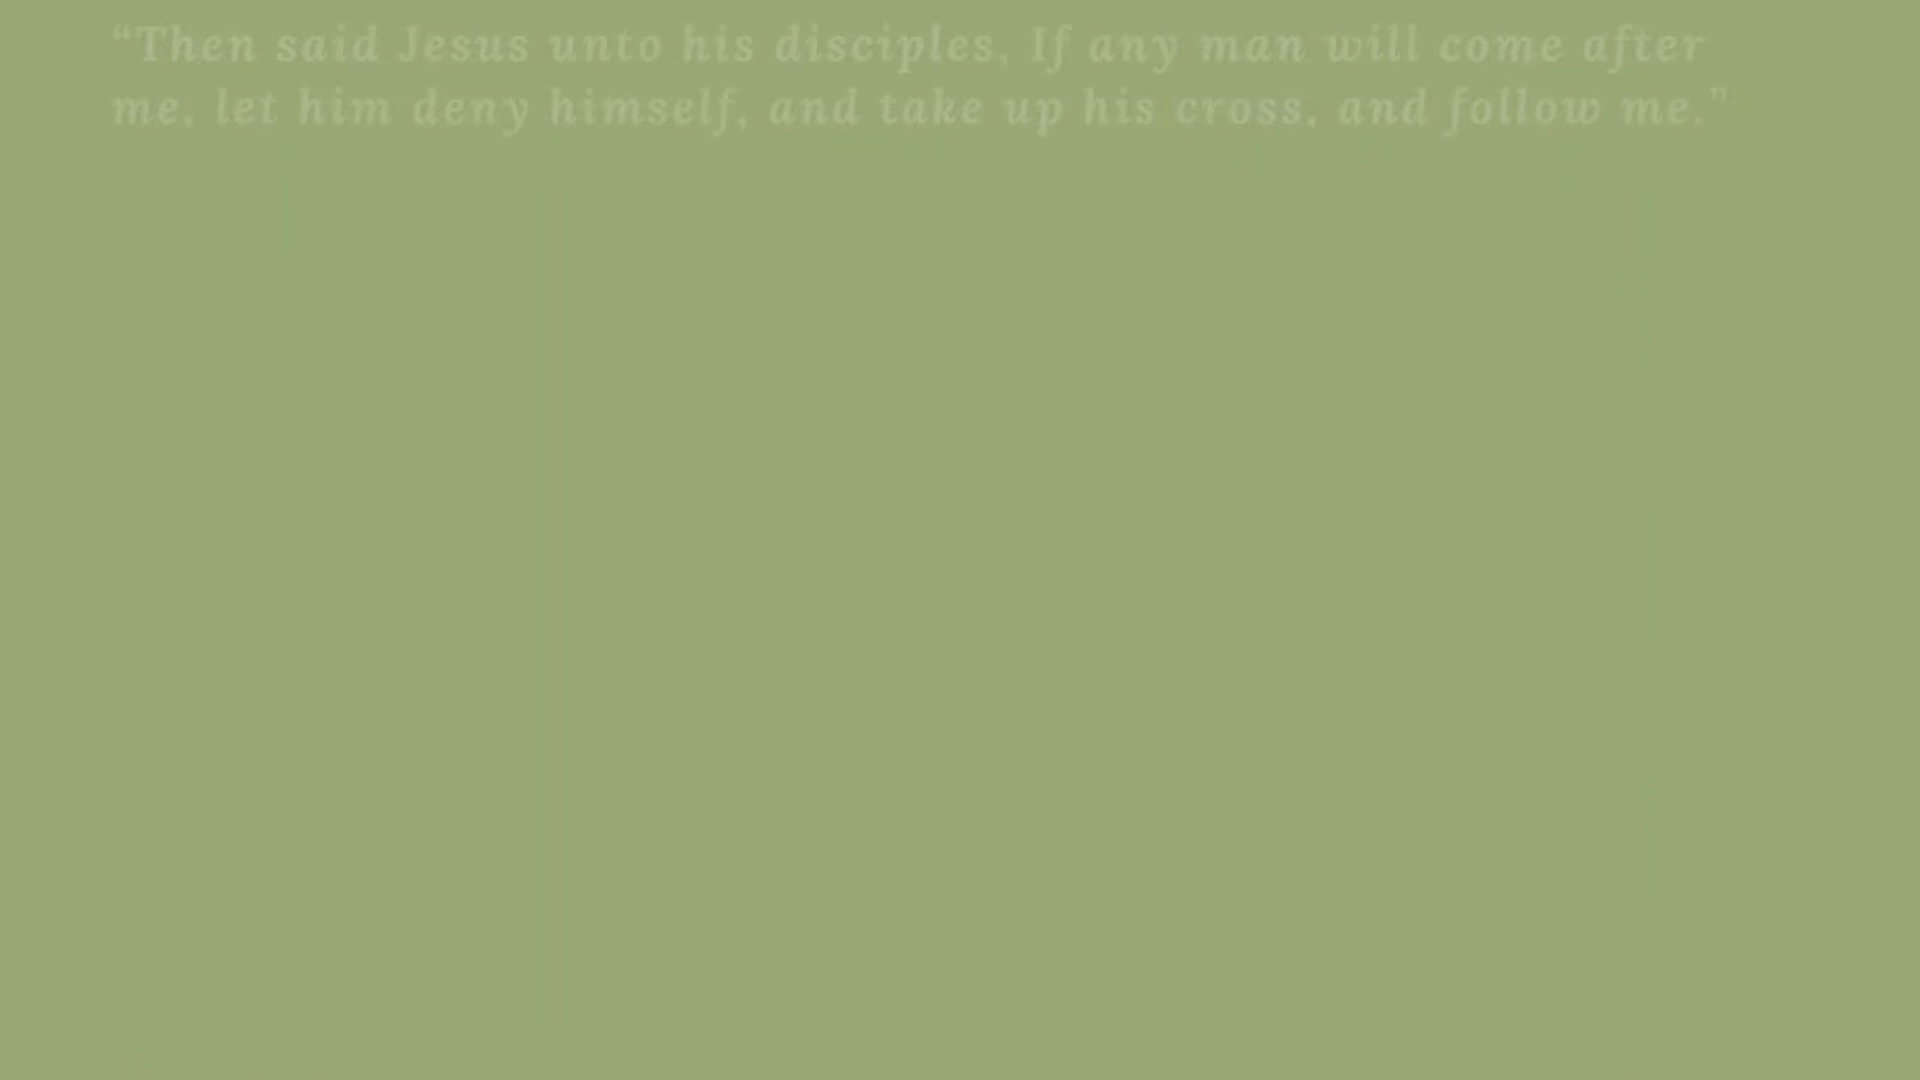 “Then said Jesus unto his disciples, If any man will come after
me, let him deny himself, and take up his cross, and follow me.”